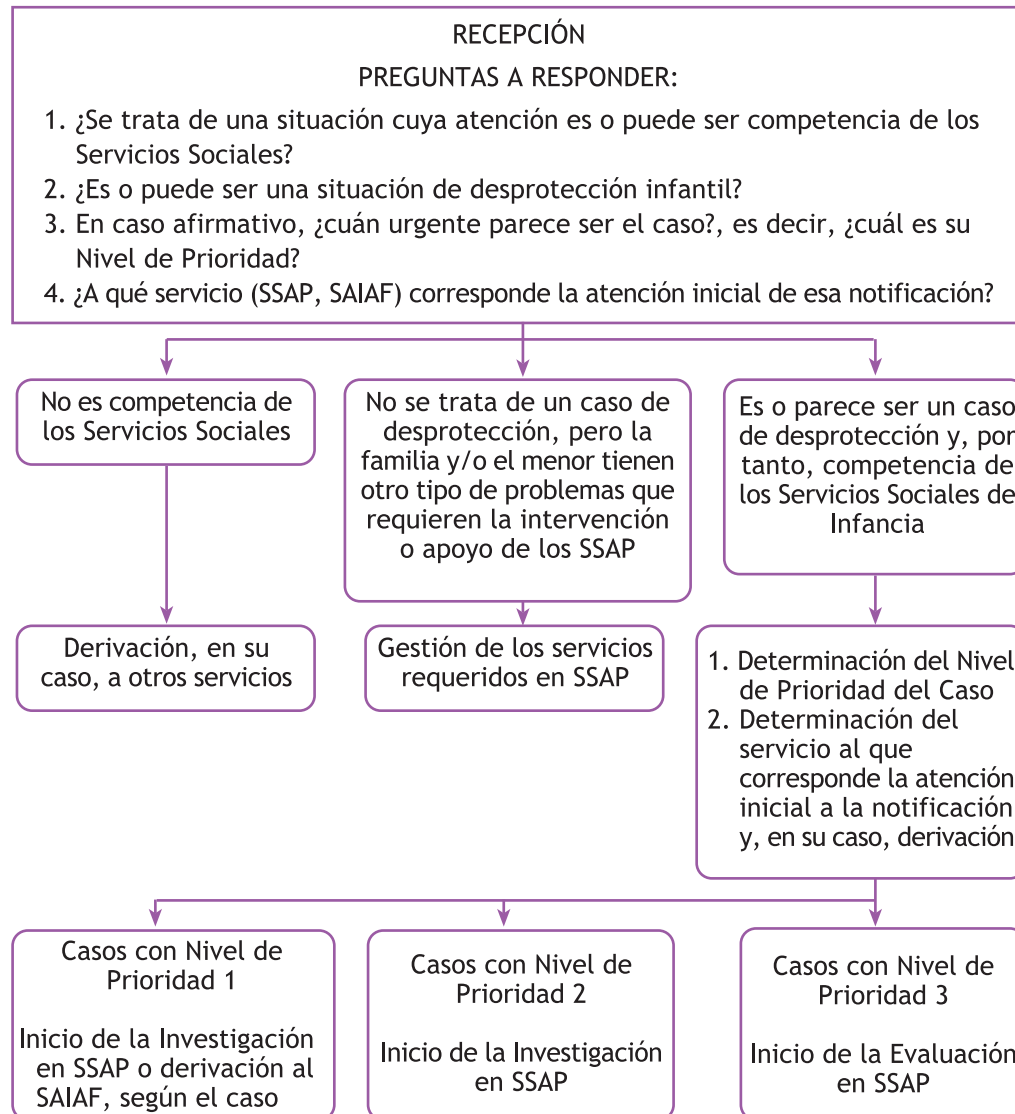 RECEPCIÓN
PREGUNTAS A RESPONDER:
1. ¿Se trata de una situación cuya atención es o puede ser competencia de los
Servicios Sociales?
2. ¿Es o puede ser una situación de desprotección infantil?
3. En caso afirmativo, ¿cuán urgente parece ser el caso?, es decir, ¿cuál es su
Nivel de Prioridad?
4. ¿A qué servicio (SSAP, SAIAF) corresponde la atención inicial de esa notificación?
No es competencia de
los Servicios Sociales
No se trata de un caso de
desprotección, pero la
familia y/o el menor tienen
otro tipo de problemas que
requieren la intervención
o apoyo de los SSAP
Es o parece ser un caso
de desprotección y, por
tanto, competencia de
los Servicios Sociales de
Infancia
Derivación, en su
caso, a otros servicios
Gestión de los servicios
requeridos en SSAP
1. Determinación del Nivel
de Prioridad del Caso
2. Determinación del
servicio al que
corresponde la atención
inicial a la notificación
y, en su caso, derivación
Casos con Nivel de
Prioridad 1
Inicio de la Investigación
en SSAP o derivación al
SAIAF, según el caso
Casos con Nivel de
Prioridad 2
Inicio de la Investigación
en SSAP
Casos con Nivel de
Prioridad 3
Inicio de la Evaluación
en SSAP